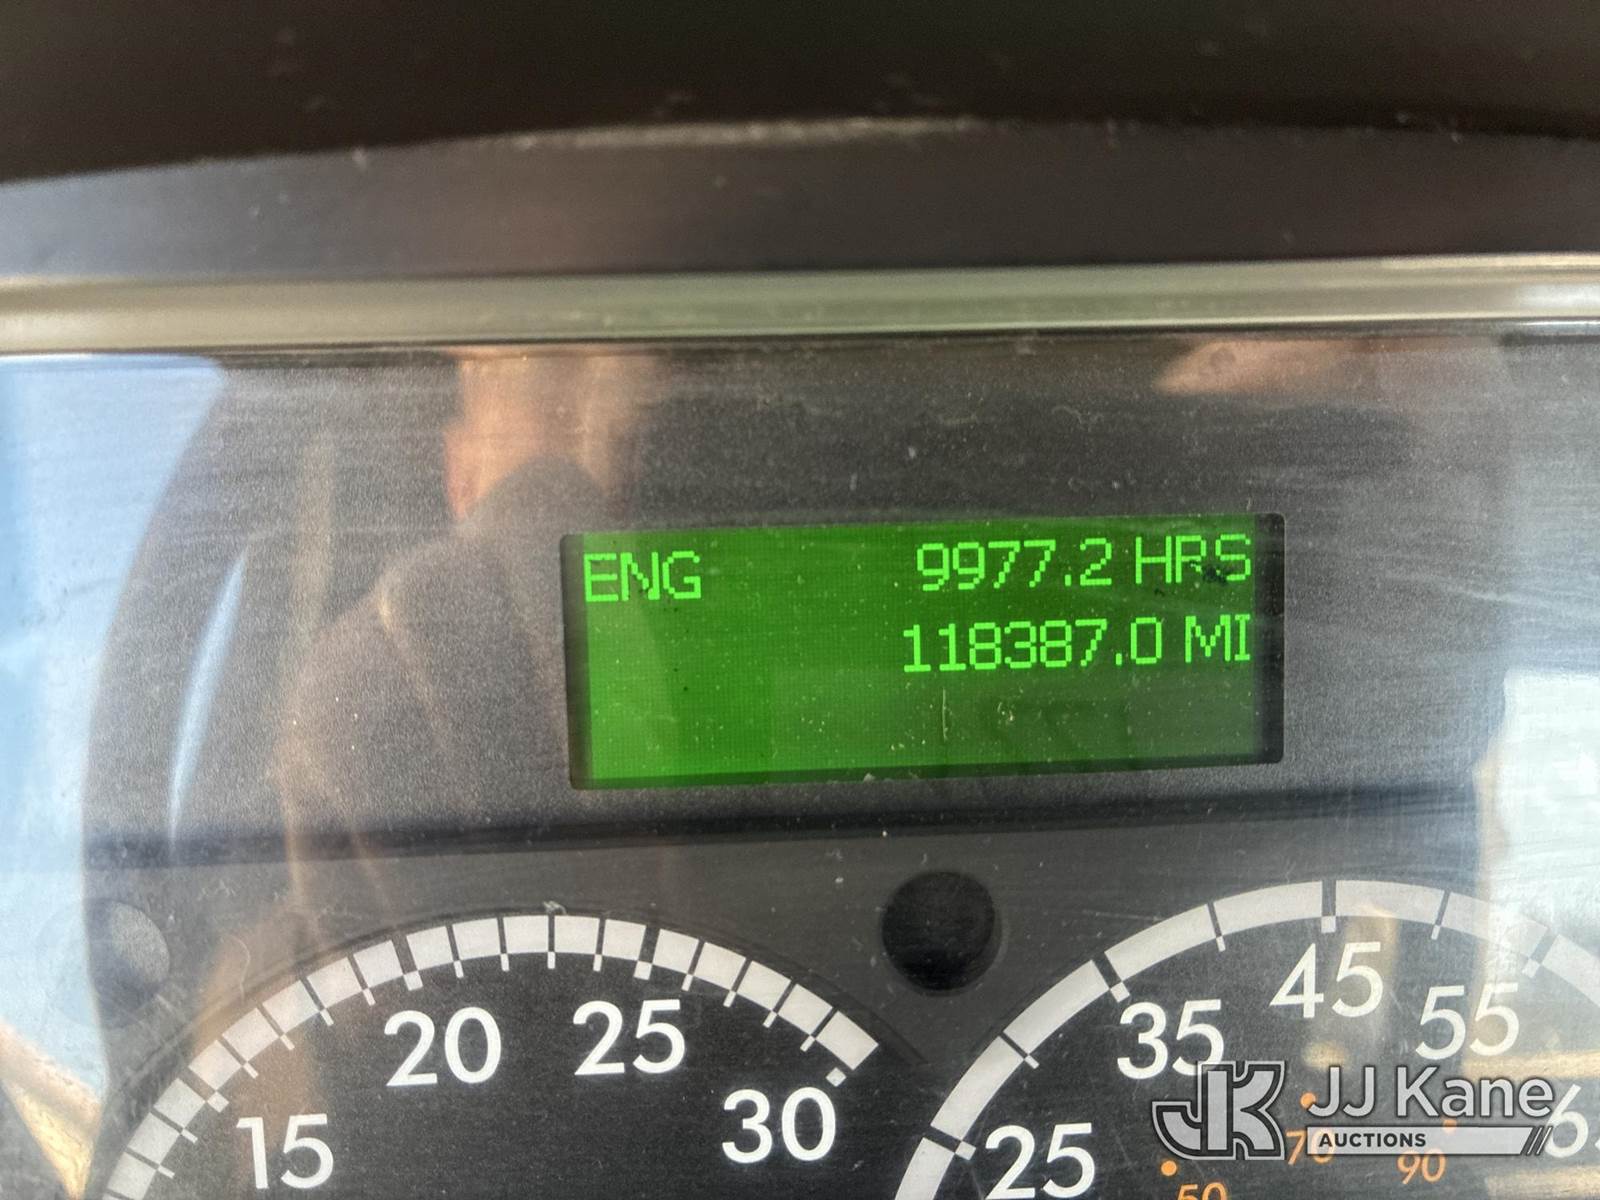 ENG 9977.2 HRS
118387.0 MI
15 20 25 30
25 35 45 55
50 70 90
JJ Kane
AUCTIONS